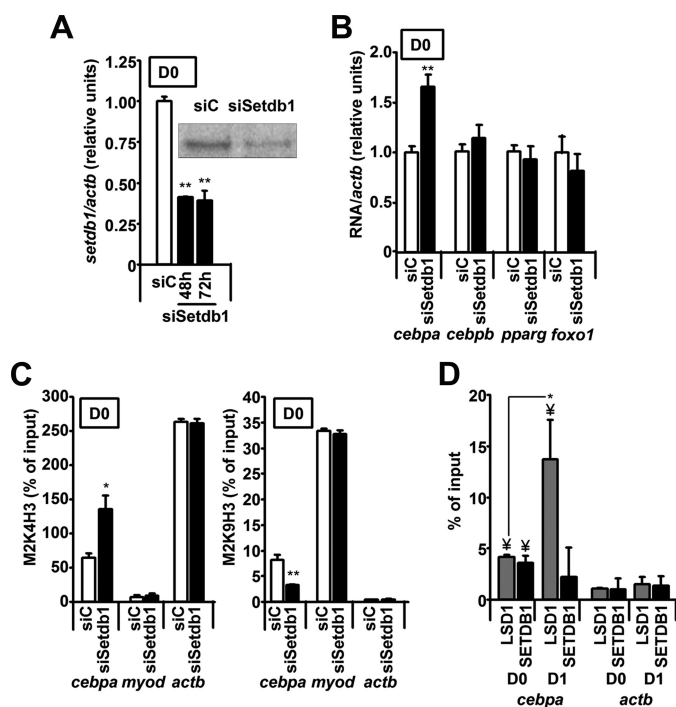 A
D0
setdb1/actb (relative units)
1.00
0.75
0.50
0.25
0
siC siSetdb1
**
**
siC
48h
72h
siSetdb1
B
D0
RNA/actb (relative units)
2.0
1.5
1.0
0.5
0.0
**
siC
siSetdb1
siC
siSetdb1
siC
siSetdb1
siC
siSetdb1
cebpa cebpb pparg foxo1
C
D0
M2K4H3 (% of input)
300
250
200
150
100
50
0
*
siC
siSetdb1
siC
siSetdb1
siC
siSetdb1
cebpa myod actb
D0
M2K9H3 (% of input)
40
35
30
25
20
15
10
5
0
**
siC
siSetdb1
siC
siSetdb1
siC
siSetdb1
cebpa myod actb
D
% of input
20
15
10
5
0
*
¥
¥ ¥
LSD1
SETDB1
LSD1
SETDB1
LSD1
SETDB1
LSD1
SETDB1
D0 D1 D0 D1
cebpa actb